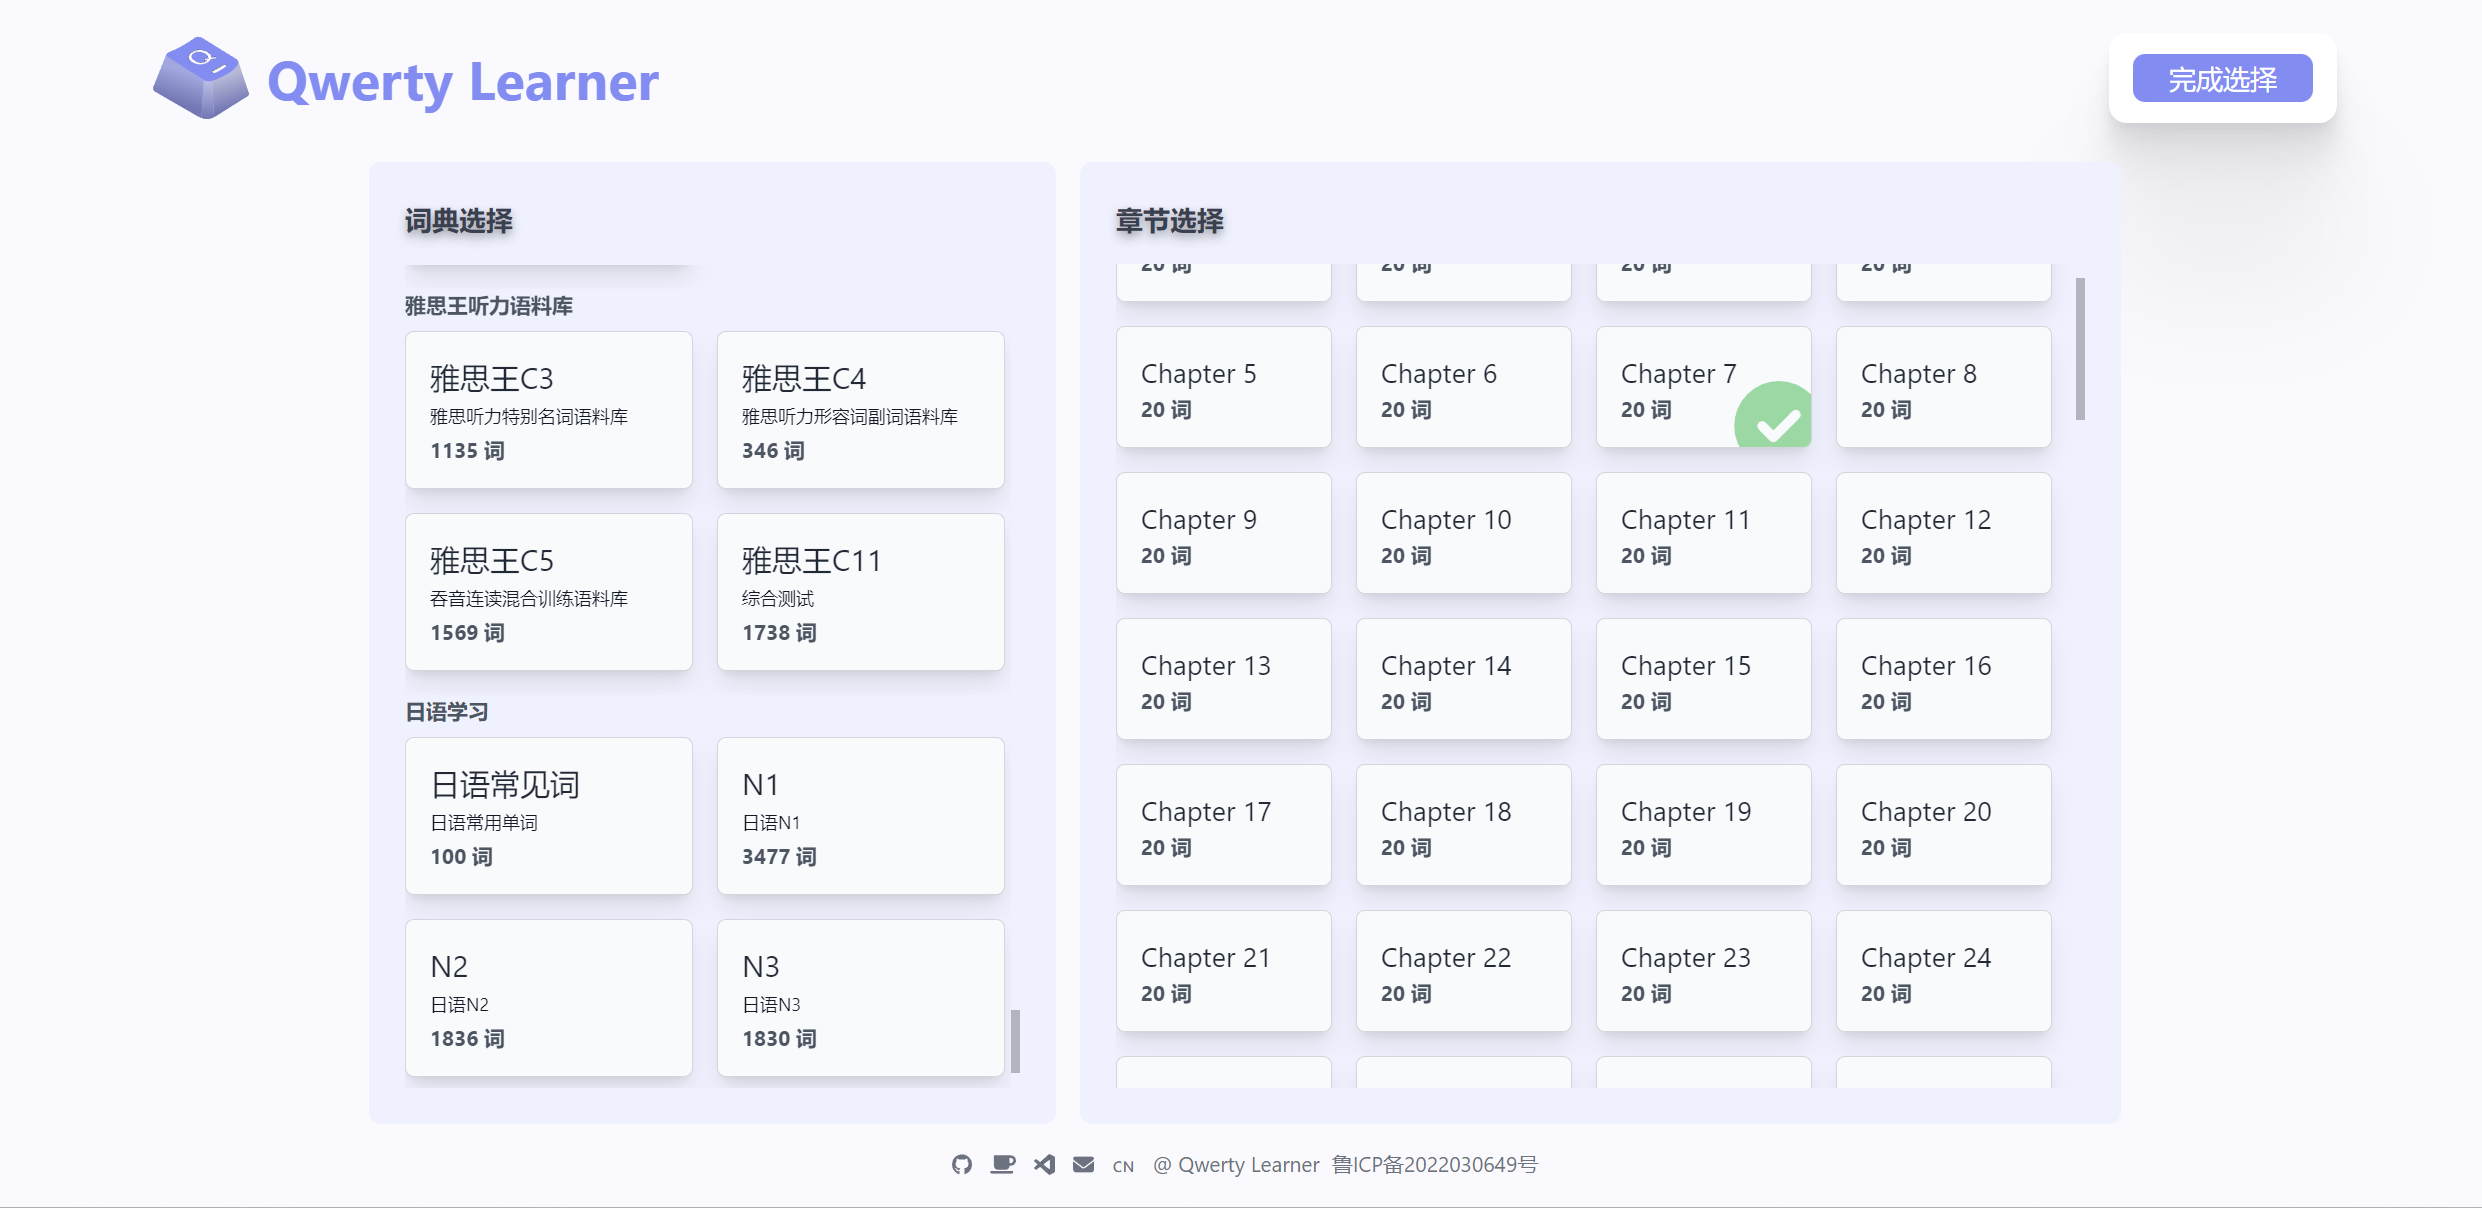 Qwerty Learner
完成选择
词典选择
雅思王听力语料库
雅思王C3
雅思听力特别名词语料库
1135 词
雅思王C4
雅思听力形容词副词语料库
346 词
雅思王C5
吞音连读混合训练语料库
1569 词
雅思王C11
综合测试
1738 词
日语学习
日语常见词
日语常用单词
100 词
N1
日语N1
3477 词
N2
日语N2
1836 词
N3
日语N3
1830 词
章节选择
20 词
20 词
20 词
20 词
Chapter 5
20 词
Chapter 6
20 词
Chapter 7
20 词
Chapter 8
20 词
Chapter 9
20 词
Chapter 10
20 词
Chapter 11
20 词
Chapter 12
20 词
Chapter 13
20 词
Chapter 14
20 词
Chapter 15
20 词
Chapter 16
20 词
Chapter 17
20 词
Chapter 18
20 词
Chapter 19
20 词
Chapter 20
20 词
Chapter 21
20 词
Chapter 22
20 词
Chapter 23
20 词
Chapter 24
20 词
CN @ Qwerty Learner 鲁ICP备2022030649号